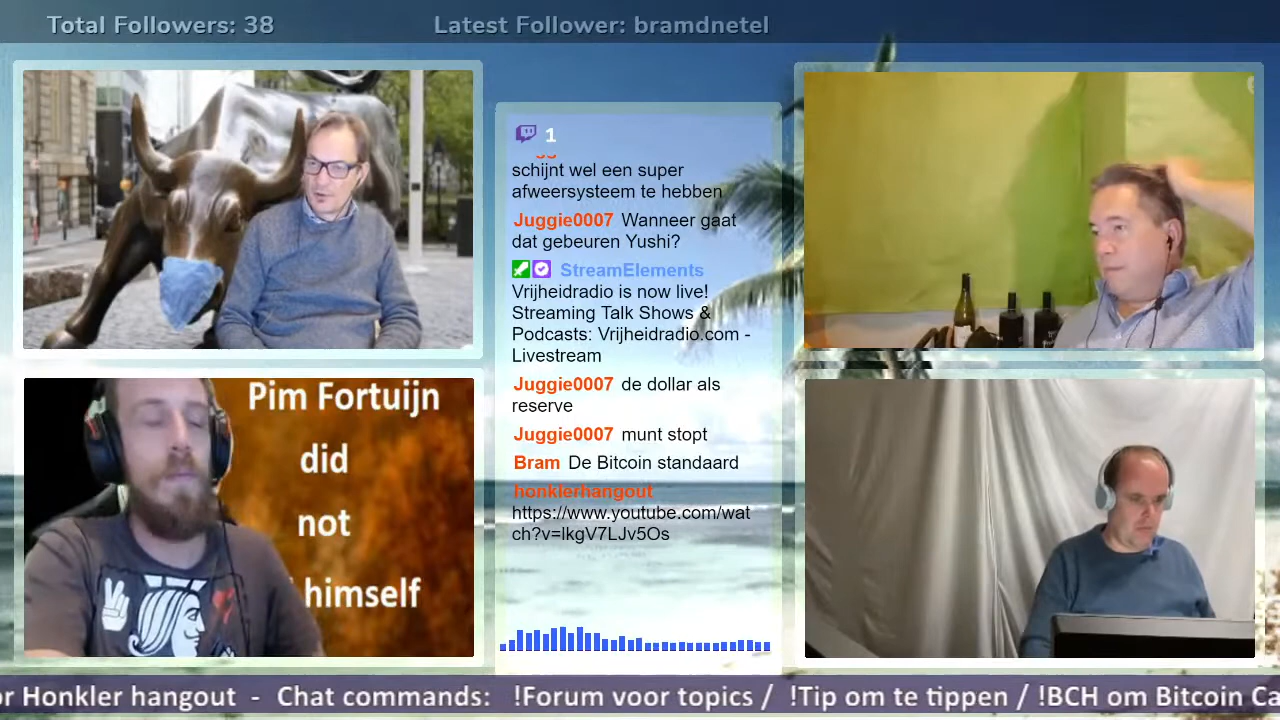 Total Followers: 38
Latest Follower: bramdnetel
1
schijnt wel een super
afweersysteem te hebben
Juggie0007 Wanneer gaat
dat gebeuren Yushi?
StreamElements
Vrijheidradio is now live!
Streaming Talk Shows &
Podcasts: Vrijheidradio.com -
Livestream
Juggie0007 de dollar als
reserve
Juggie0007 munt stopt
Bram De Bitcoin standaard
honklerhangout
https://www.youtube.com/wat
ch?v=lkgV7LJv5Os
Pim Fortuijn
did
not
himself
or Honkler hangout - Chat commands: !Forum voor topics / !Tip om te tippen / !BCH om Bitcoin Ca